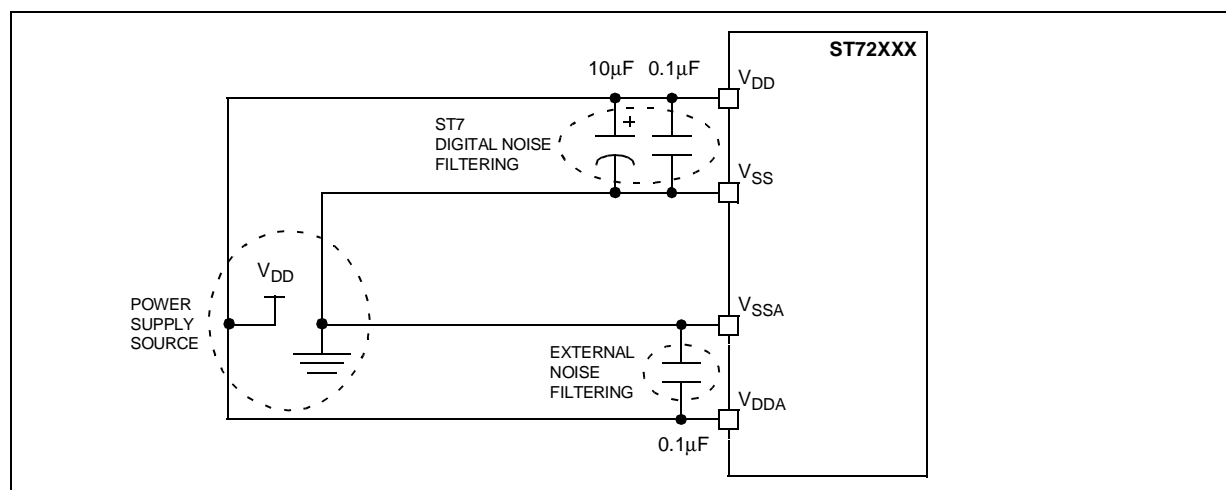 ST72XXX
10μF 0.1μF
VDD
ST7
DIGITAL NOISE
FILTERING
+
VSS
VDD
POWER
SUPPLY
SOURCE
VSSA
EXTERNAL
NOISE
FILTERING
VDDA
0.1μF